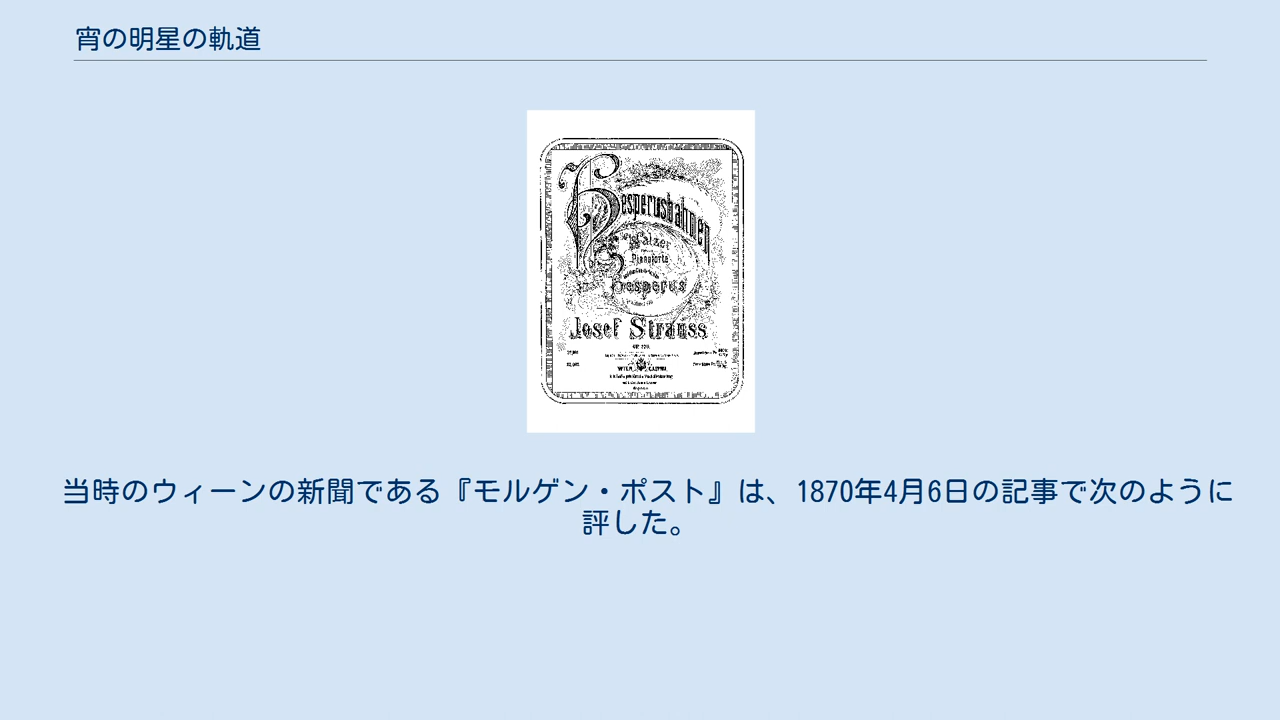 宵の明星の軌道
Hesperusbahnen
Walzer
Pianoforte
Hesperus
Josef Strauss
当時のウィーンの新聞である『モルゲン・ポスト』は、1870年4月6日の記事で次のように
評した。